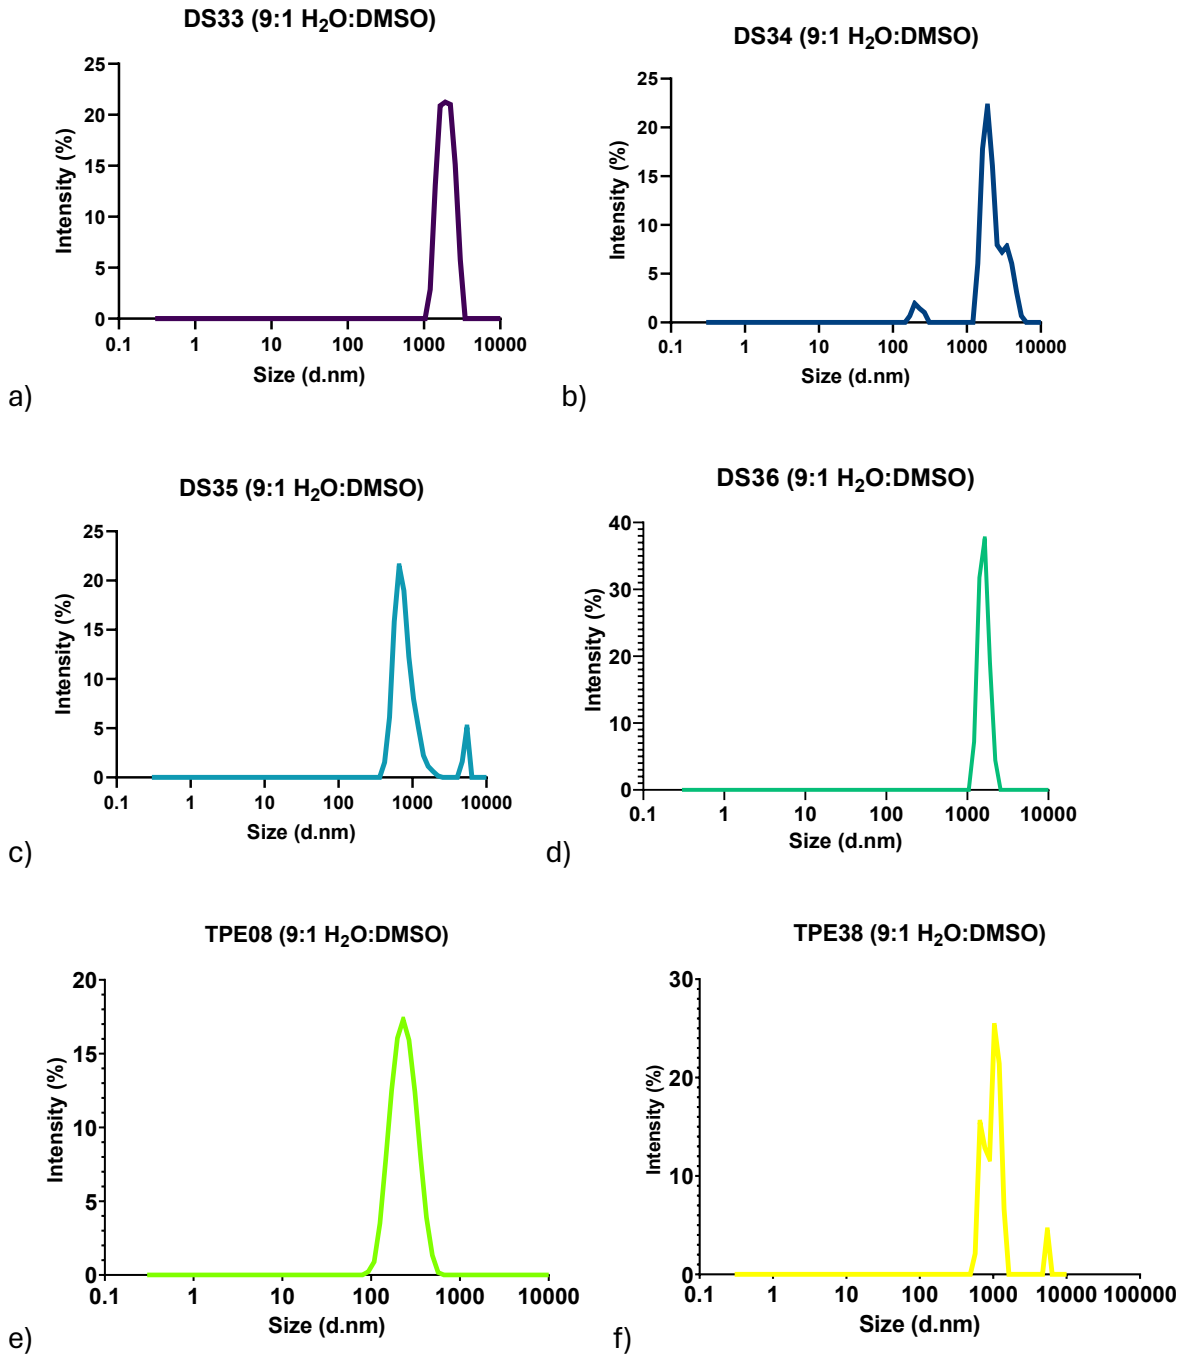 DS33 (9:1 H₂O:DMSO)
25
20
15
10
5
0
Intensity (%)
0.1 1 10 100 1000 10000
Size (d.nm)
a)
DS34 (9:1 H₂O:DMSO)
25
20
15
10
5
0
Intensity (%)
0.1 1 10 100 1000 10000
Size (d.nm)
b)
DS35 (9:1 H₂O:DMSO)
25
20
15
10
5
0
Intensity (%)
0.1 1 10 100 1000 10000
Size (d.nm)
c)
DS36 (9:1 H₂O:DMSO)
40
30
20
10
0
Intensity (%)
0.1 1 10 100 1000 10000
Size (d.nm)
d)
TPE08 (9:1 H₂O:DMSO)
20
15
10
5
0
Intensity (%)
0.1 1 10 100 1000 10000
Size (d.nm)
e)
TPE38 (9:1 H₂O:DMSO)
30
20
10
0
Intensity (%)
0.1 1 10 100 1000 10000 100000
Size (d.nm)
f)